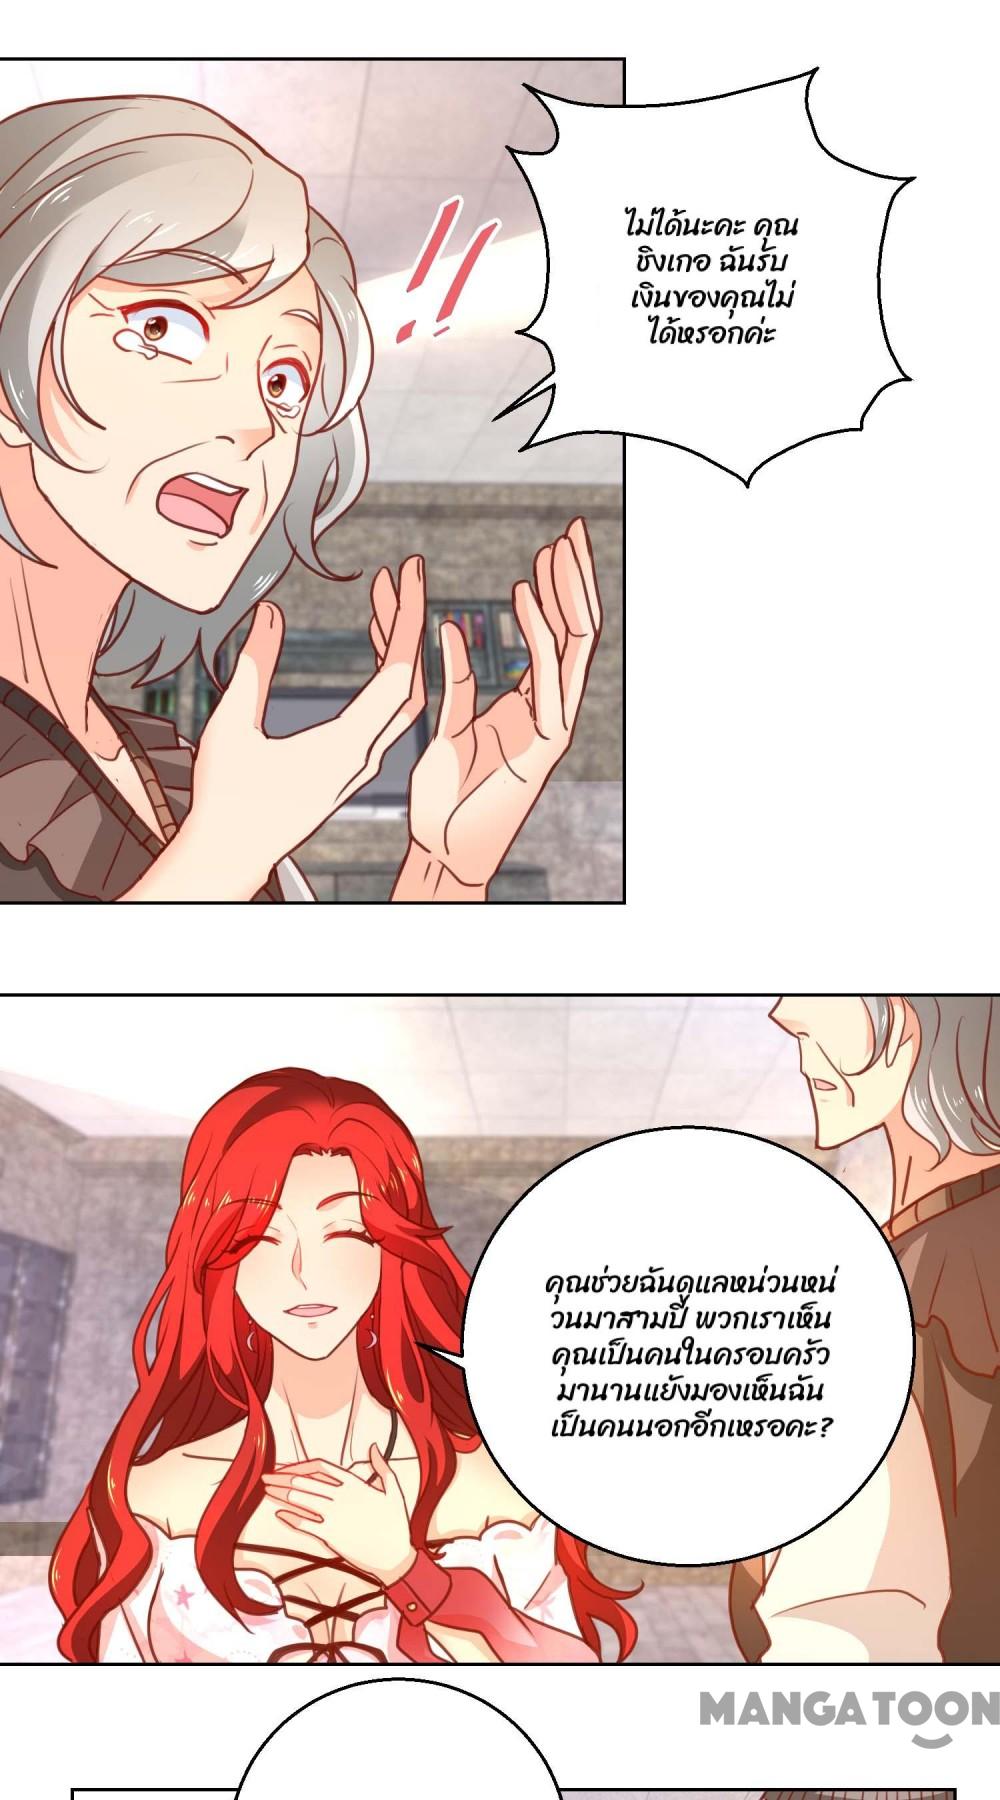 ไม่ได้นะคะ คุณ
ชิงเกอ ฉันรับ
เงินของคุณไม่
ได้หรอกค่ะ
คุณช่วยฉันดูแลหน่วนหน่
วนมาสามปี พวกเราเห็น
คุณเป็นคนในครอบครัว
มานานแยังมองเห็นฉัน
เป็นคนนอกอีกเหรอคะ?
MANGATOON